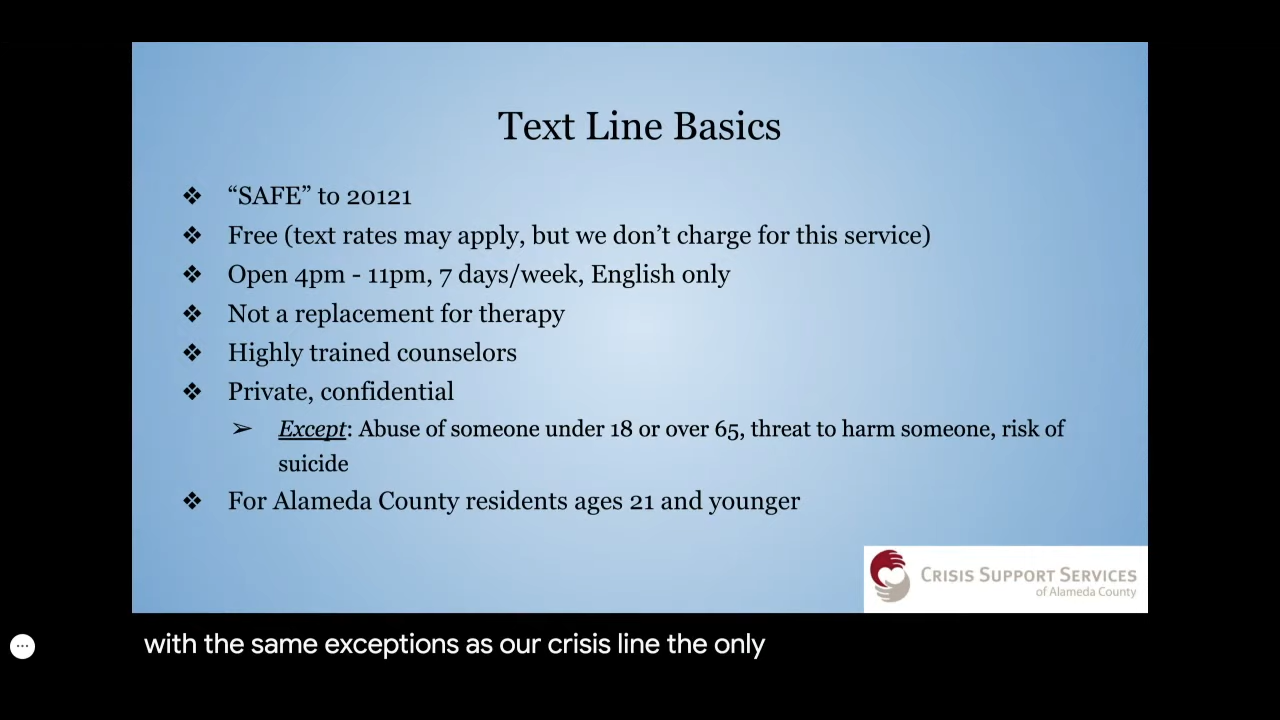 Text Line Basics
❖ “SAFE” to 20121
❖ Free (text rates may apply, but we don’t charge for this service)
❖ Open 4pm - 11pm, 7 days/week, English only
❖ Not a replacement for therapy
❖ Highly trained counselors
❖ Private, confidential
➢ Except: Abuse of someone under 18 or over 65, threat to harm someone, risk of
suicide
❖ For Alameda County residents ages 21 and younger
CRISIS SUPPORT SERVICES
of Alameda County
with the same exceptions as our crisis line the only